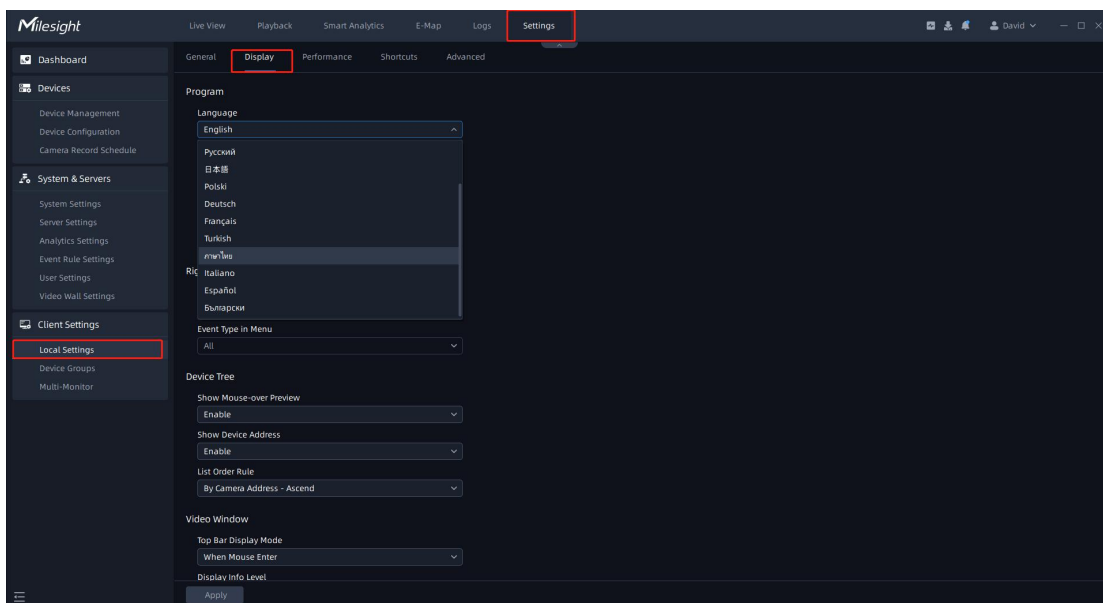 Milesight
Live View Playback Smart Analytics E-Map Logs Settings David
Dashboard
Devices
Device Management
Device Configuration
Camera Record Schedule
System & Servers
System Settings
Server Settings
Analytics Settings
Event Rule Settings
User Settings
Video Wall Settings
Client Settings
Local Settings
Device Groups
Multi-Monitor
General Display Performance Shortcuts Advanced
Program
Language
English
Русский
日本語
Polski
Deutsch
Français
Turkish
ภาษาไทย
Italiano
Español
Български
Event Type in Menu
All
Device Tree
Show Mouse-over Preview
Enable
Show Device Address
Enable
List Order Rule
By Camera Address - Ascend
Video Window
Top Bar Display Mode
When Mouse Enter
Display Info Level
Apply